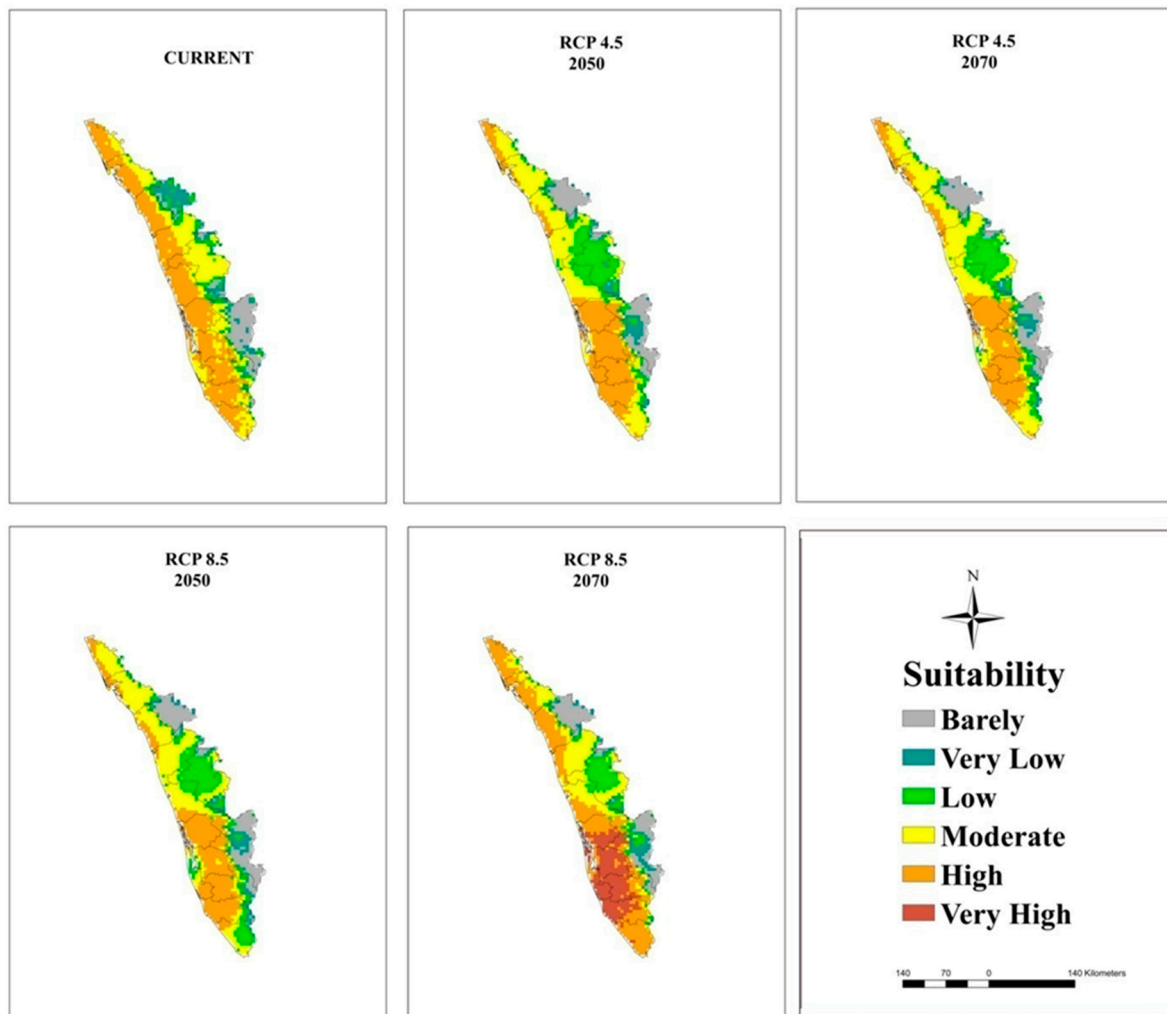 CURRENT
RCP 4.5
2050
RCP 4.5
2070
RCP 8.5
2050
RCP 8.5
2070
N
Suitability
Barely
Very Low
Low
Moderate
High
Very High
140 70 0 140 Kilometers